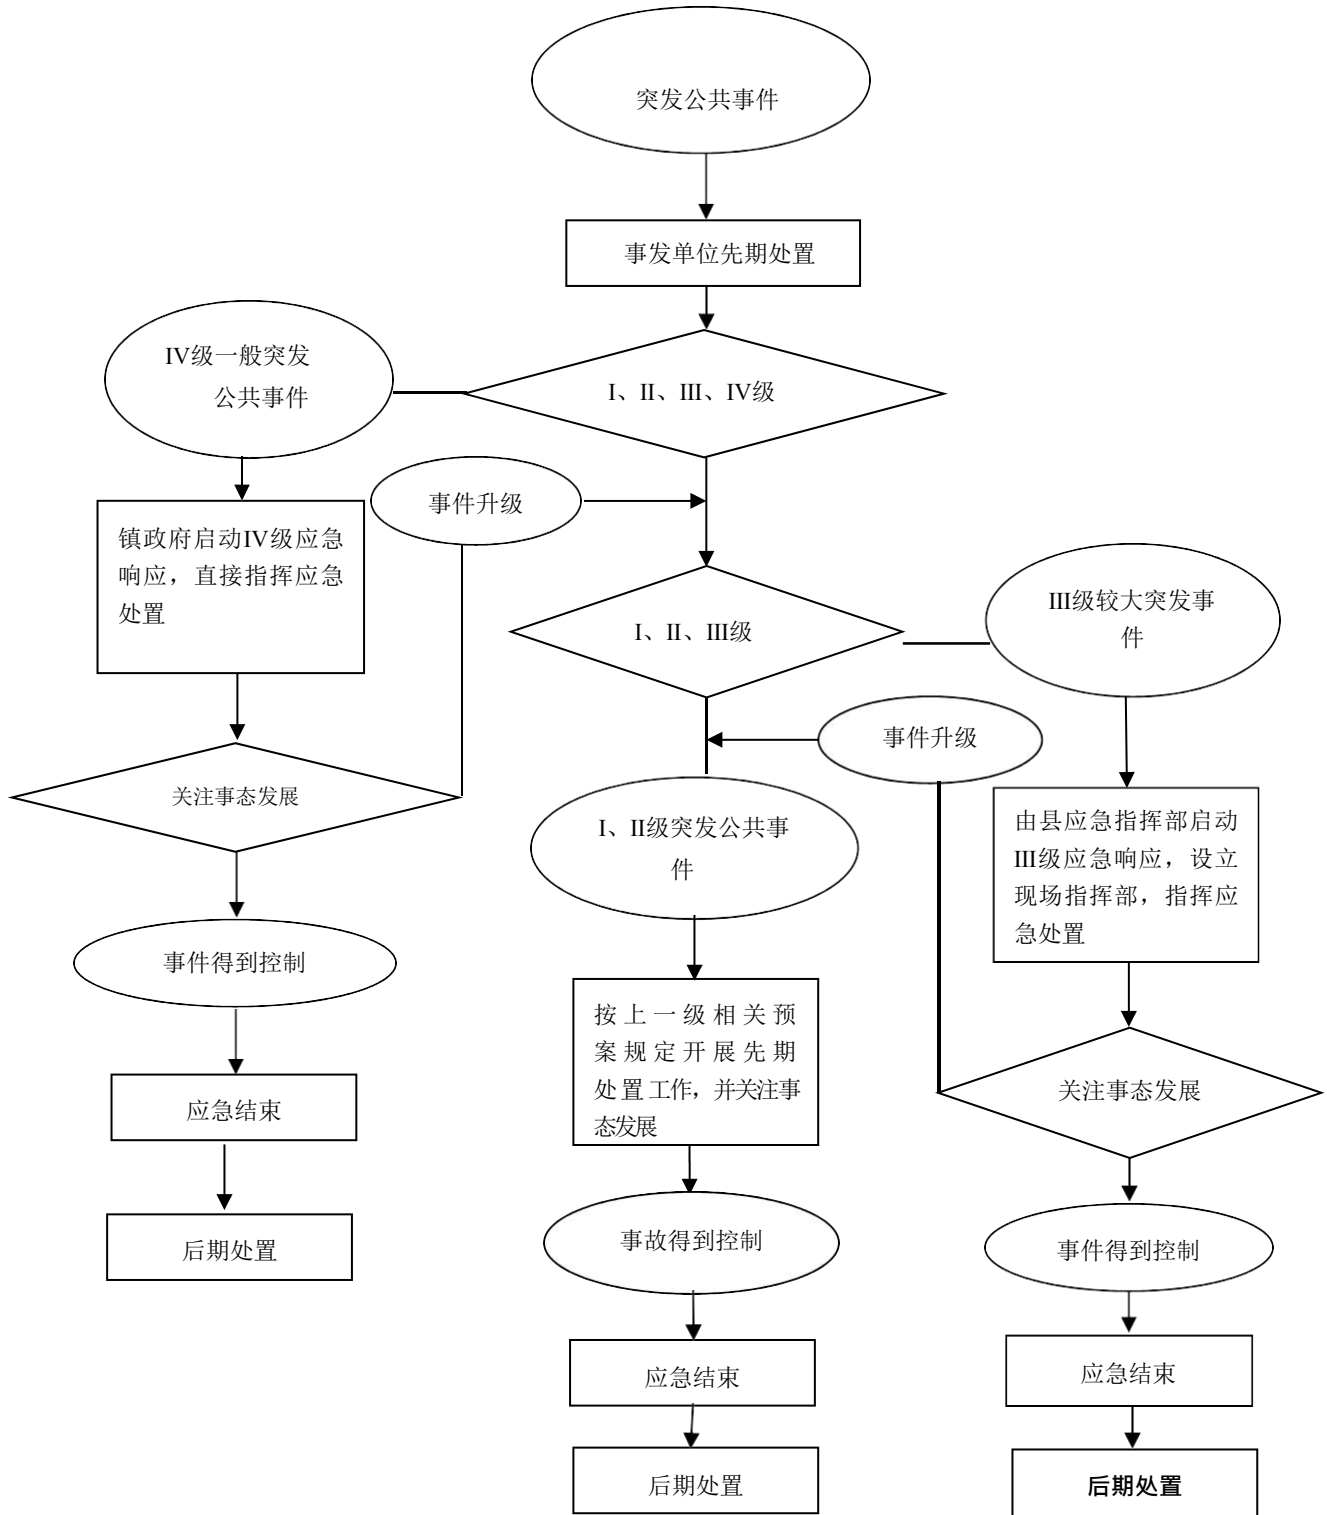 突发公共事件
事发单位先期处置
IV级一般突发
公共事件
I、II、III、IV级
事件升级
镇政府启动IV级应急
响应，直接指挥应急
处置
I、II、III级
III级较大突发事
件
事件升级
关注事态发展
I、II级突发公共事
件
由县应急指挥部启动
III级应急响应，设立
现场指挥部，指挥应
急处置
事件得到控制
按上一级相关预
案规定开展先期
处置工作，并关注事
态发展
应急结束
关注事态发展
后期处置
事故得到控制
事件得到控制
应急结束
应急结束
后期处置
后期处置